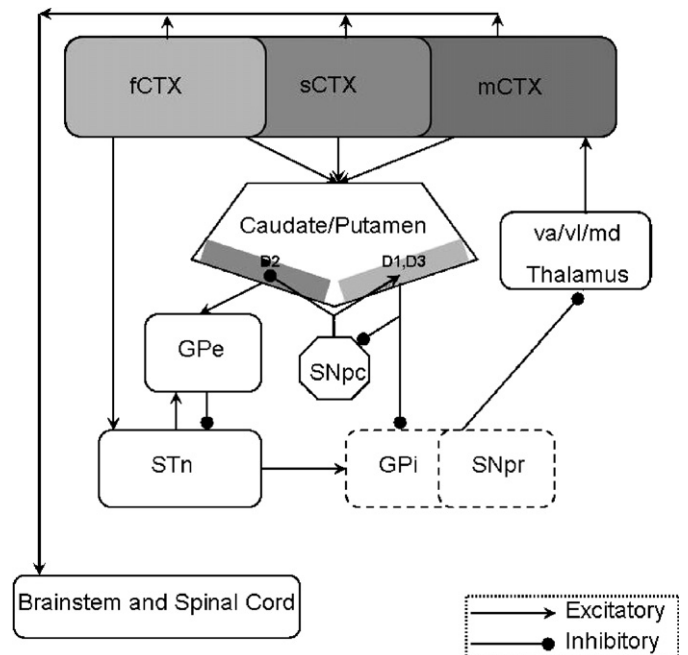 fCTX sCTX mCTX
Caudate/Putamen
D2 D1,D3
va/vl/md
Thalamus
GPe
SNpc
STn
GPi SNpr
Brainstem and Spinal Cord
Excitatory
Inhibitory